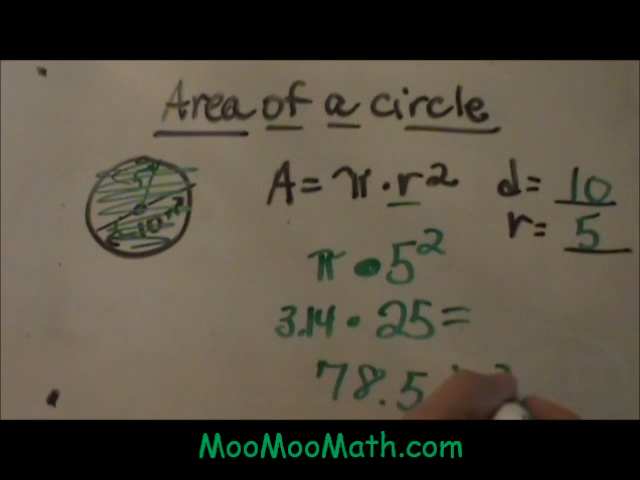 Area of a circle
A = π · r2
d = 10
r = 5
π · 5²
3.14 · 25 =
78.5
MooMooMath.com